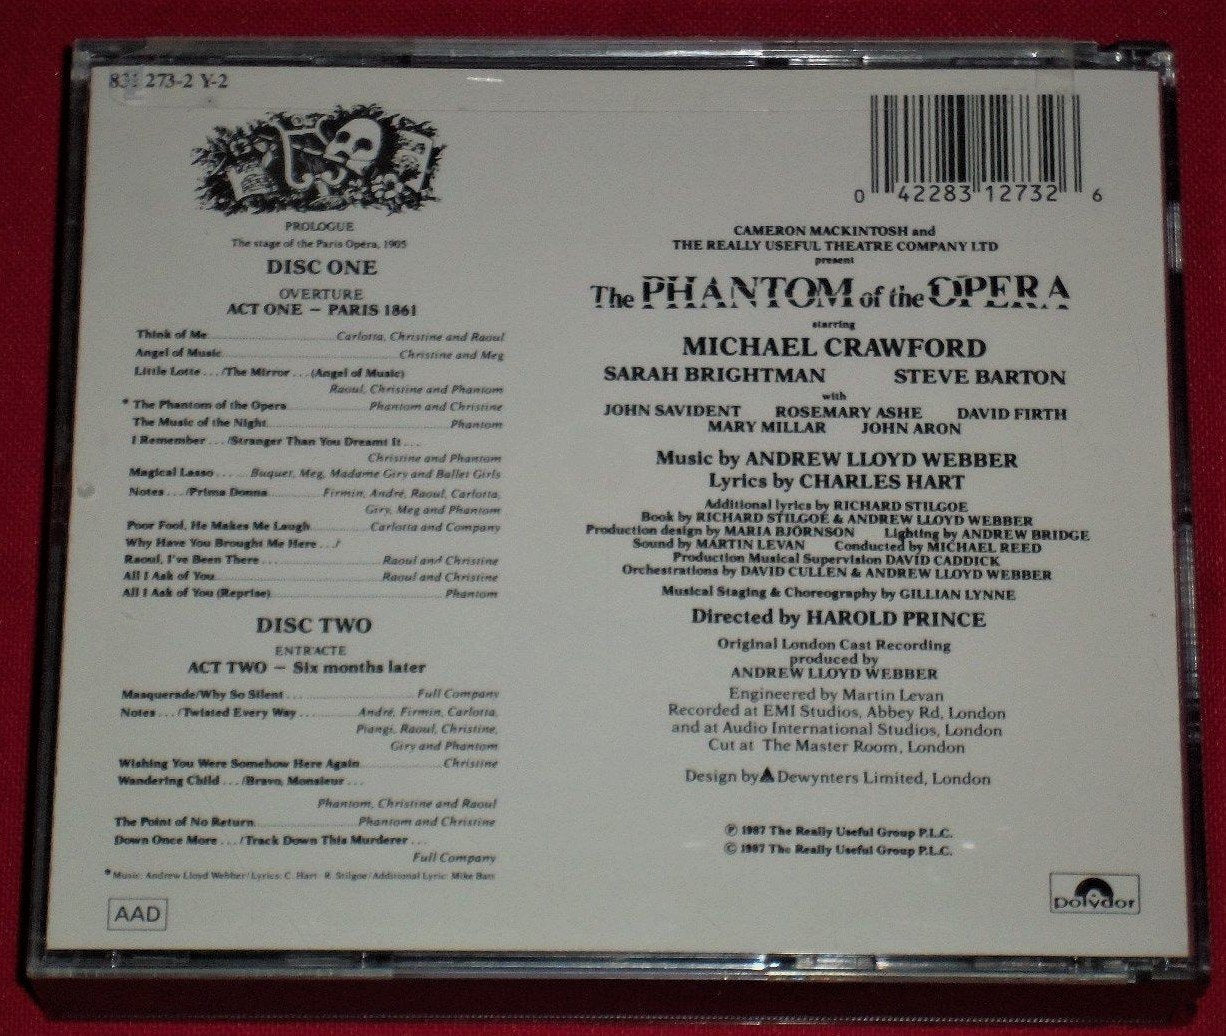 831 273-2 Y-2
PROLOGUE
The stage of the Paris Opéra, 1905
DISC ONE
OVERTURE
ACT ONE – PARIS 1861
Think of Me Carlotta, Christine and Raoul
Angel of Music Christine and Meg
Little Lotte . . . /The Mirror . . . (Angel of Music)
Raoul, Christine and Phantom
* The Phantom of the Opera Phantom and Christine
The Music of the Night Phantom
I Remember . . . /Stranger Than You Dreamt It . . .
Christine and Phantom
Magical Lasso Buquet, Meg, Madame Giry and Ballet Girls
Notes . . . /Prima Donna Firmin, André, Raoul, Carlotta,
Giry, Meg and Phantom
Poor Fool, He Makes Me Laugh Carlotta and Company
Why Have You Brought Me Here . . . /
Raoul, I've Been There Raoul and Christine
All I Ask of You Raoul and Christine
All I Ask of You (Reprise) Phantom
DISC TWO
ENTR'ACTE
ACT TWO – Six months later
Masquerade/Why So Silent . . . Full Company
Notes . . . /Twisted Every Way . . . André, Firmin, Carlotta,
Piangi, Raoul, Christine,
Giry and Phantom
Wishing You Were Somehow Here Again Christine
Wandering Child . . . /Bravo, Monsieur . . .
Phantom, Christine and Raoul
The Point of No Return Phantom and Christine
Down Once More . . . /Track Down This Murderer . . .
Full Company
* Music: Andrew Lloyd Webber/Lyrics: C. Hart R. Stilgoe/Additional Lyric: Mike Batt
AAD
0 42283 12732 6
CAMERON MACKINTOSH and
THE REALLY USEFUL THEATRE COMPANY LTD
present
The PHANTOM of the OPERA
starring
MICHAEL CRAWFORD
SARAH BRIGHTMAN STEVE BARTON
with
JOHN SAVIDENT ROSEMARY ASHE DAVID FIRTH
MARY MILLAR JOHN ARON
Music by ANDREW LLOYD WEBBER
Lyrics by CHARLES HART
Additional lyrics by RICHARD STILGOE
Book by RICHARD STILGOE & ANDREW LLOYD WEBBER
Production design by MARIA BJÖRNSON Lighting by ANDREW BRIDGE
Sound by MARTIN LEVAN Conducted by MICHAEL REED
Production Musical Supervision DAVID CADDICK
Orchestrations by DAVID CULLEN & ANDREW LLOYD WEBBER
Musical Staging & Choreography by GILLIAN LYNNE
Directed by HAROLD PRINCE
Original London Cast Recording
produced by
ANDREW LLOYD WEBBER
Engineered by Martin Levan
Recorded at EMI Studios, Abbey Rd, London
and at Audio International Studios, London
Cut at The Master Room, London
Design by Dewynters Limited, London
℗ 1987 The Really Useful Group P.L.C.
© 1987 The Really Useful Group P.L.C.
polydor